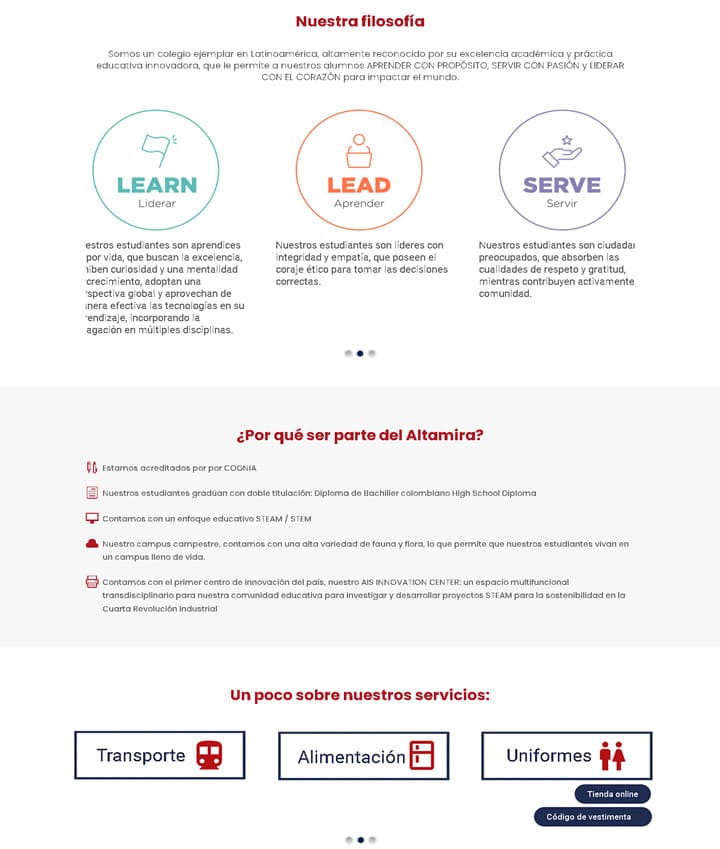 Nuestra filosofía
Somos un colegio ejemplar en Latinoamérica, altamente reconocido por su excelencia académica y práctica
educativa innovadora, que le permite a nuestros alumnos APRENDER CON PROPÓSITO, SERVIR CON PASIÓN y LIDERAR
CON EL CORAZÓN para impactar el mundo.
LEARN
Liderar
estros estudiantes son aprendices
por vida, que buscan la excelencia,
iben curiosidad y una mentalidad
crecimiento, adoptan una
spectiva global y aprovechan de
nera efectiva las tecnologías en su
rendizaje, incorporando la
agación en múltiples disciplinas.
LEAD
Aprender
Nuestros estudiantes son líderes con
integridad y empatía, que poseen el
coraje ético para tomar las decisiones
correctas.
SERVE
Servir
Nuestros estudiantes son ciudadan
preocupados, que absorben las
cualidades de respeto y gratitud,
mientras contribuyen activamente
comunidad.
¿Por qué ser parte del Altamira?
Estamos acreditados por por COGNIA
Nuestros estudiantes gradúan con doble titulación: Diploma de Bachiller colombiano High School Diploma
Contamos con un enfoque educativo STEAM / STEM
Nuestro campus campestre, contamos con una alta variedad de fauna y flora, lo que permite que nuestros estudiantes vivan en
un campus lleno de vida.
Contamos con el primer centro de innovación del país, nuestro AIS INNOVATION CENTER: un espacio multifuncional
transdisciplinario para nuestra comunidad educativa para investigar y desarrollar proyectos STEAM para la sostenibilidad en la
Cuarta Revolución Industrial
Un poco sobre nuestros servicios:
Transporte
Alimentación
Uniformes
Tienda online
Código de vestimenta